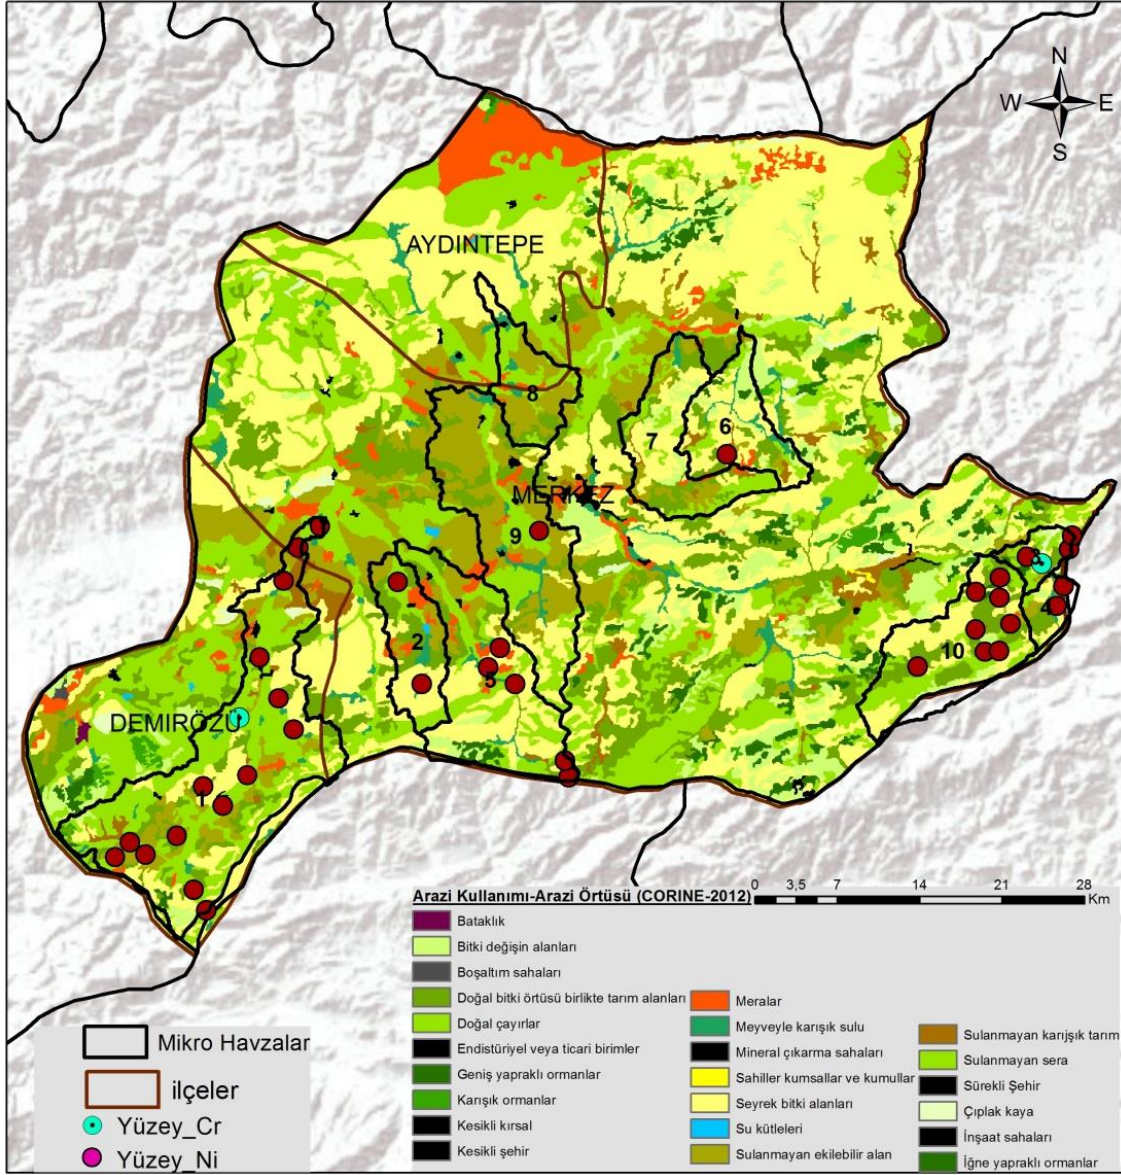 N
W E
S
AYDINTEPE
8
7
6
MERKEZ
9
3
4
2
5
10
DEMİRÖZÜ
1
Arazi Kullanımı-Arazi Örtüsü (CORINE-2012)
0 3,5 7 14 21 28
Km
Bataklık
Bitki değişin alanları
Boşaltım sahaları
Doğal bitki örtüsü birlikte tarım alanları
Doğal çayırlar
Endistüriyel veya ticari birimler
Geniş yapraklı ormanlar
Karışık ormanlar
Kesikli kırsal
Kesikli şehir
Meralar
Meyveyle karışık sulu
Mineral çıkarma sahaları
Sahiller kumsallar ve kumullar
Seyrek bitki alanları
Su kütleleri
Sulanmayan ekilebilir alan
Sulanmayan karıjşık tarım
Sulanmayan sera
Sürekli Şehir
Çıplak kaya
İnşaat sahaları
İğne yapraklı ormanlar
Mikro Havzalar
ilçeler
Yüzey_Cr
Yüzey_Ni